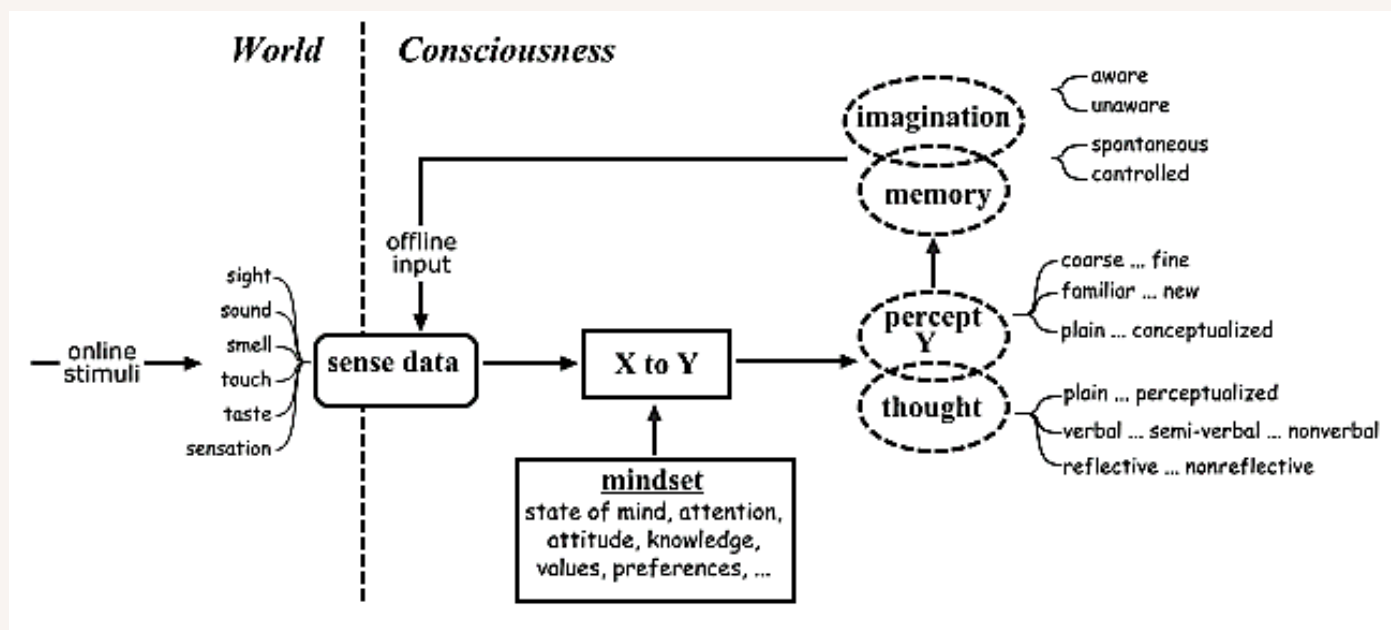 World
Consciousness
imagination
memory
aware
unaware
spontaneous
controlled
offline
input
online
stimuli
sight
sound
smell
touch
taste
sensation
sense data
X to Y
percept
Y
thought
coarse ... fine
familiar ... new
plain ... conceptualized
plain ... perceptualized
verbal ... semi-verbal ... nonverbal
reflective ... nonreflective
mindset
state of mind, attention,
attitude, knowledge,
values, preferences, ...